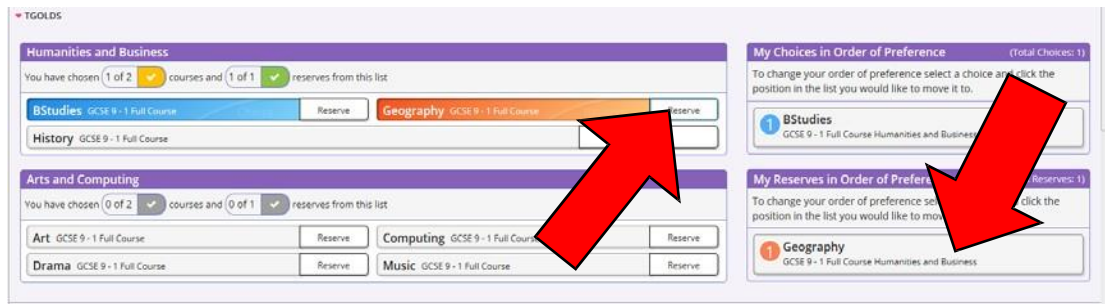 TGOLDS
Humanities and Business
You have chosen 1 of 2 courses and 1 of 1 reserves from this list
BStudies GCSE 9 - 1 Full Course Reserve
Geography GCSE 9 - 1 Full Course Reserve
History GCSE 9 - 1 Full Course
Arts and Computing
You have chosen 0 of 2 courses and 0 of 1 reserves from this list
Art GCSE 9 - 1 Full Course Reserve
Computing GCSE 9 - 1 Full Reserve
Drama GCSE 9 - 1 Full Course Reserve
Music GCSE 9 - 1 Full Course Reserve
My Choices in Order of Preference (Total Choices: 1)
To change your order of preference select a choice and click the
position in the list you would like to move it to.
1 BStudies
GCSE 9 - 1 Full Course Humanities and Business
My Reserves in Order of Reserves: 1)
To change your order of preference click the
position in the list you would like to
1 Geography
GCSE 9 - 1 Full Course Humanities and Business